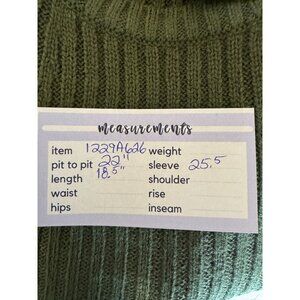 measurements
item 1229A626 weight
pit to pit 22" sleeve 25.5
length 18.5" shoulder
waist rise
hips inseam